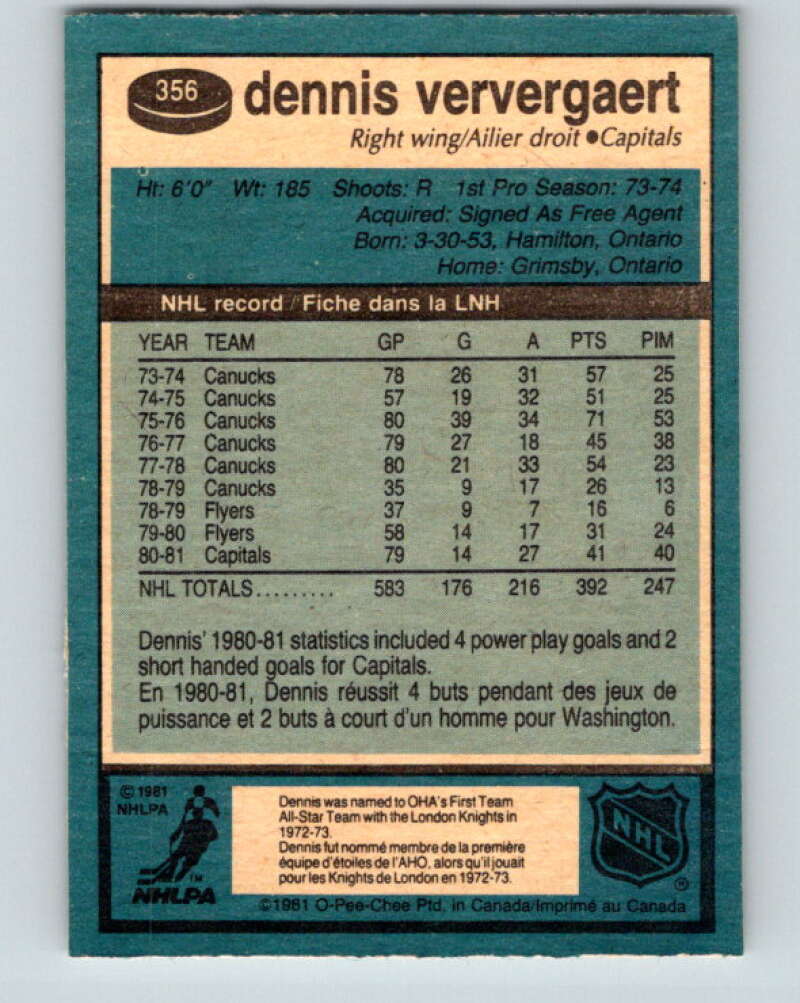 356 dennis ververgaert
Right wing/Ailier droit ●Capitals
Ht: 6'0" Wt: 185 Shoots: R 1st Pro Season: 73-74
Acquired: Signed As Free Agent
Born: 3-30-53, Hamilton, Ontario
Home: Grimsby, Ontario
NHL record / Fiche dans la LNH
YEAR TEAM GP G A PTS PIM
73-74 Canucks 78 26 31 57 25
74-75 Canucks 57 19 32 51 25
75-76 Canucks 80 39 34 71 53
76-77 Canucks 79 27 18 45 38
77-78 Canucks 80 21 33 54 23
78-79 Canucks 35 9 17 26 13
78-79 Flyers 37 9 7 16 6
79-80 Flyers 58 14 17 31 24
80-81 Capitals 79 14 27 41 40
NHL TOTALS......... 583 176 216 392 247
Dennis' 1980-81 statistics included 4 power play goals and 2
short handed goals for Capitals.
En 1980-81, Dennis réussit 4 buts pendant des jeux de
puissance et 2 buts à court d'un homme pour Washington.
© 1981
NHLPA
TM
NHLPA
Dennis was named to OHA's First Team
All-Star Team with the London Knights in
1972-73.
Dennis fut nommé membre de la première
équipe d'étoiles de l'AHO, alors qu'il jouait
pour les Knights de London en 1972-73.
NHL
®
©1981 O-Pee-Chee Ptd. in Canada/Imprimé au Canada